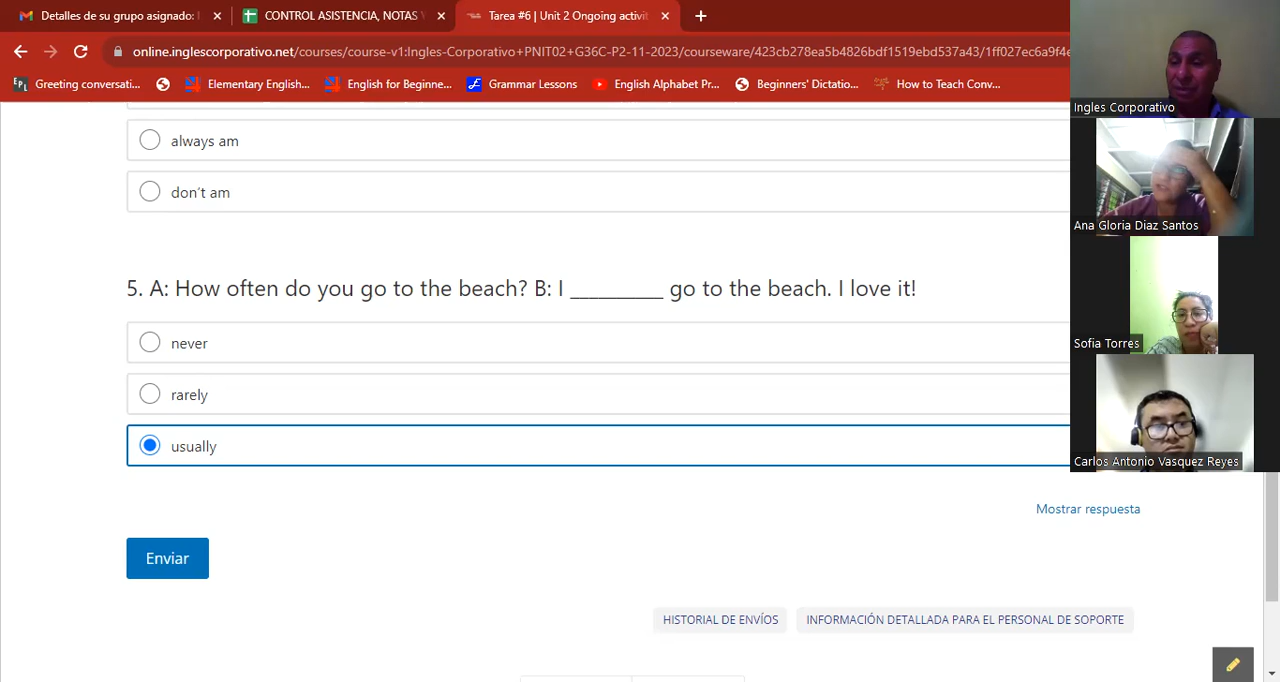 Detalles de su grupo asignado:
CONTROL ASISTENCIA, NOTAS Y
Tarea #6 | Unit 2 Ongoing activit
online.inglescorporativo.net/courses/course-v1:Ingles-Corporativo+PNIT02+G36C-P2-11-2023/courseware/423cb278ea5b4826bdf1519ebd537a43/1ff027ec6a9f4e
Greeting conversati...
Elementary English...
English for Beginne...
Grammar Lessons
English Alphabet Pr...
Beginners' Dictatio...
How to Teach Conv...
always am
don't am
5. A: How often do you go to the beach? B: I _________ go to the beach. I love it!
never
rarely
usually
Mostrar respuesta
Enviar
HISTORIAL DE ENVÍOS
INFORMACIÓN DETALLADA PARA EL PERSONAL DE SOPORTE
Ingles Corporativo
Ana Gloria Diaz Santos
Sofia Torres
Carlos Antonio Vasquez Reyes